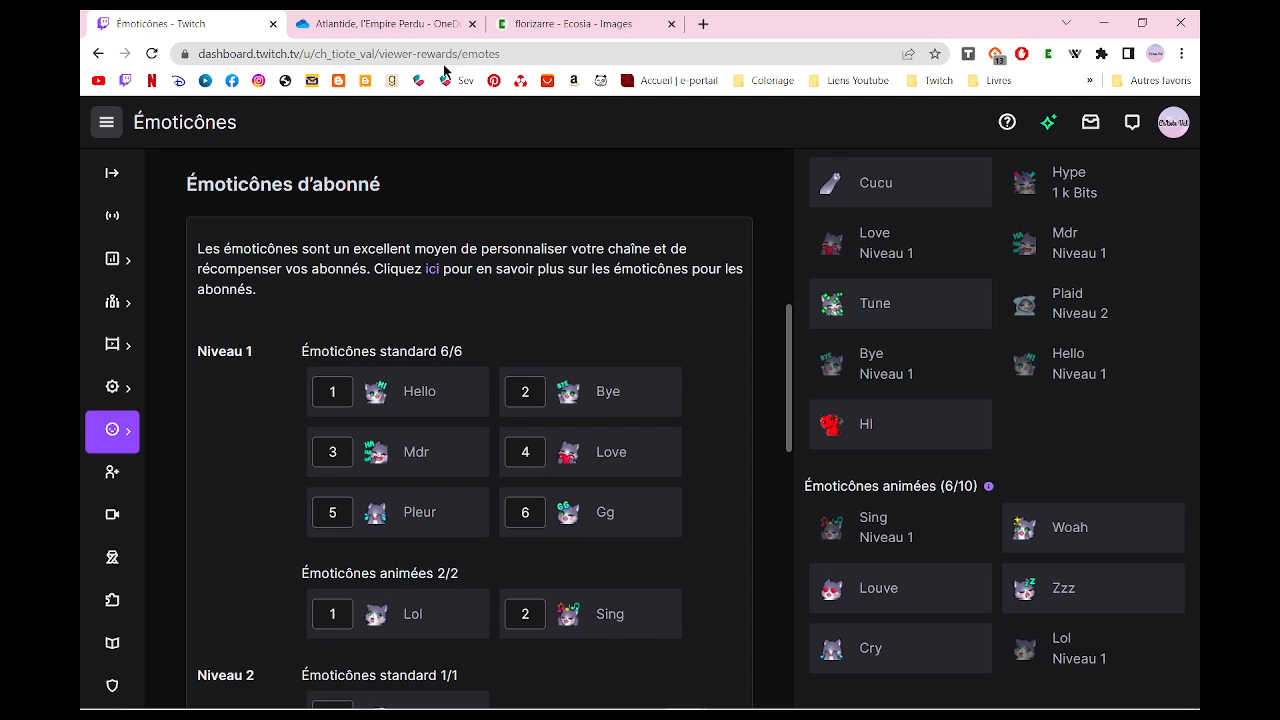 Émoticônes - Twitch
Atlantide, l'Empire Perdu - OneD
florizarre - Ecosia - Images
dashboard.twitch.tv/u/ch_tiote_val/viewer-rewards/emotes
13
Sev
Accueil | e-portail
Coloriage
Liens Youtube
Twitch
Livres
»
Autres favoris
Émoticônes
Émoticônes d'abonné
Les émoticônes sont un excellent moyen de personnaliser votre chaîne et de
récompenser vos abonnés. Cliquez ici pour en savoir plus sur les émoticônes pour les
abonnés.
Niveau 1
Émoticônes standard 6/6
1 Hello
2 Bye
3 Mdr
4 Love
5 Pleur
6 Gg
Émoticônes animées 2/2
1 Lol
2 Sing
Niveau 2
Émoticônes standard 1/1
Cucu
Hype
1 k Bits
Love
Niveau 1
Mdr
Niveau 1
Tune
Plaid
Niveau 2
Bye
Niveau 1
Hello
Niveau 1
HI
Émoticônes animées (6/10)
Sing
Niveau 1
Woah
Louve
Zzz
Cry
Lol
Niveau 1